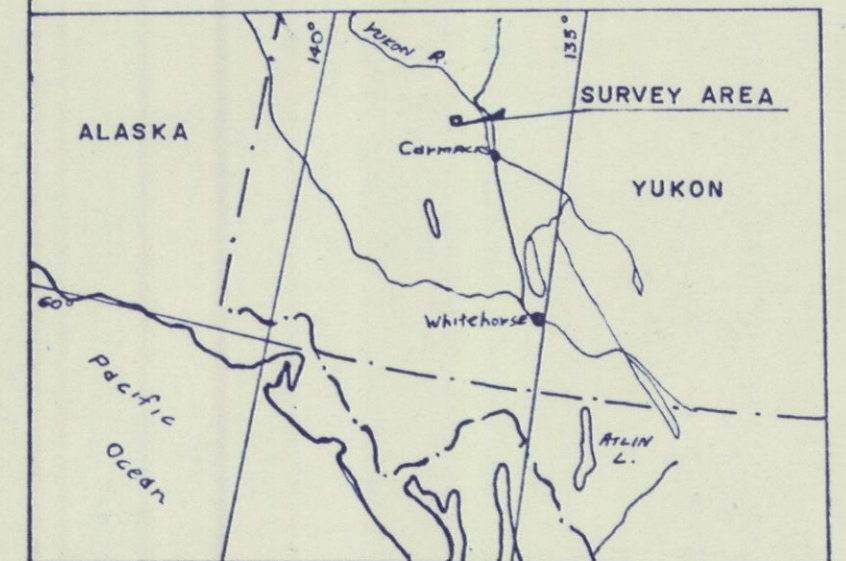 YUKON R.
140°
135°
SURVEY AREA
ALASKA
Carmacks
YUKON
60°
Whitehorse
Pacific
Ocean
ATLIN
L.